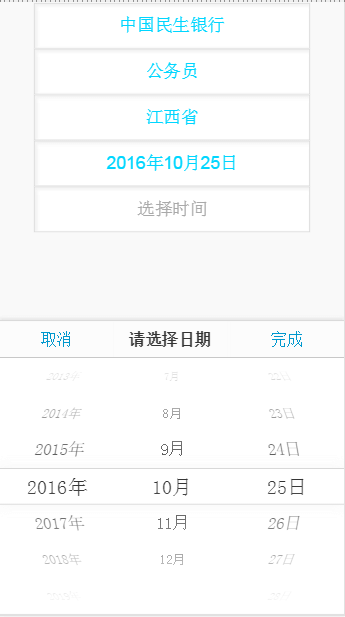 中国民生银行
公务员
江西省
2016年10月25日
选择时间
取消 请选择日期 完成
2013年 7月 22日
2014年 8月 23日
2015年 9月 24日
2016年 10月 25日
2017年 11月 26日
2018年 12月 27日